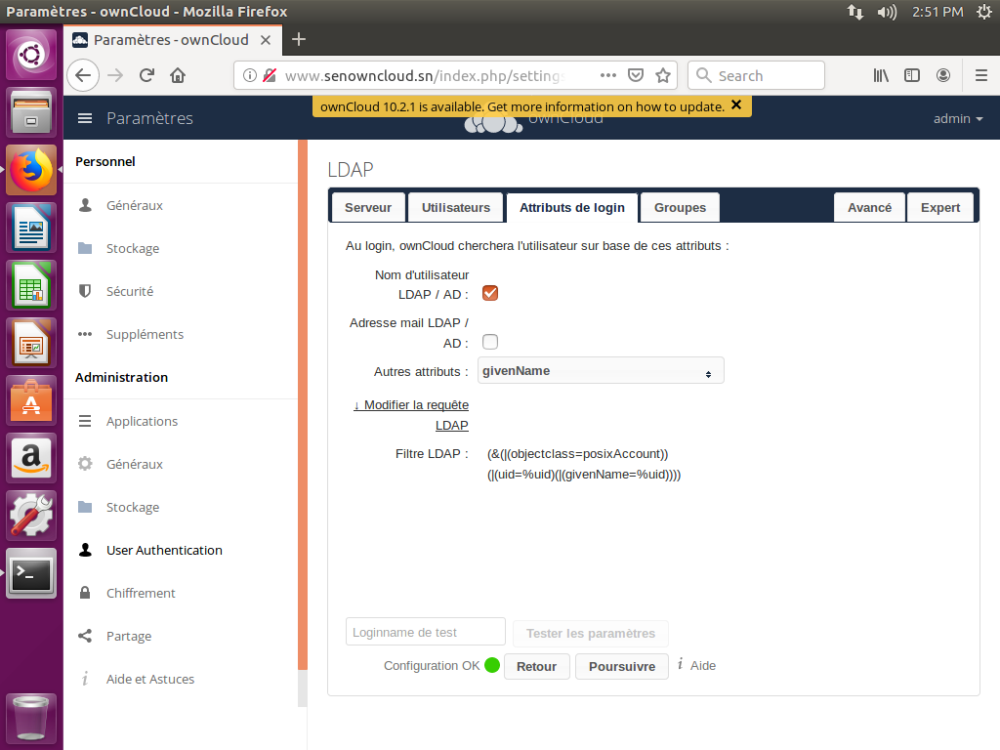 Paramètres - ownCloud - Mozilla Firefox
2:51 PM
Paramètres - ownCloud
www.senowncloud.sn/index.php/settings
Search
ownCloud 10.2.1 is available. Get more information on how to update.
Paramètres
ownCloud
admin
Personnel
Généraux
Stockage
Sécurité
Suppléments
Administration
Applications
Généraux
Stockage
User Authentication
Chiffrement
Partage
Aide et Astuces
LDAP
Serveur
Utilisateurs
Attributs de login
Groupes
Avancé
Expert
Au login, ownCloud cherchera l'utilisateur sur base de ces attributs :
Nom d'utilisateur
LDAP / AD :
Adresse mail LDAP /
AD :
Autres attributs :
givenName
↓ Modifier la requête
LDAP
Filtre LDAP :
(&(|(objectclass=posixAccount))
(|(uid=%uid)(|(givenName=%uid))))
Loginname de test
Tester les paramètres
Configuration OK
Retour
Poursuivre
Aide